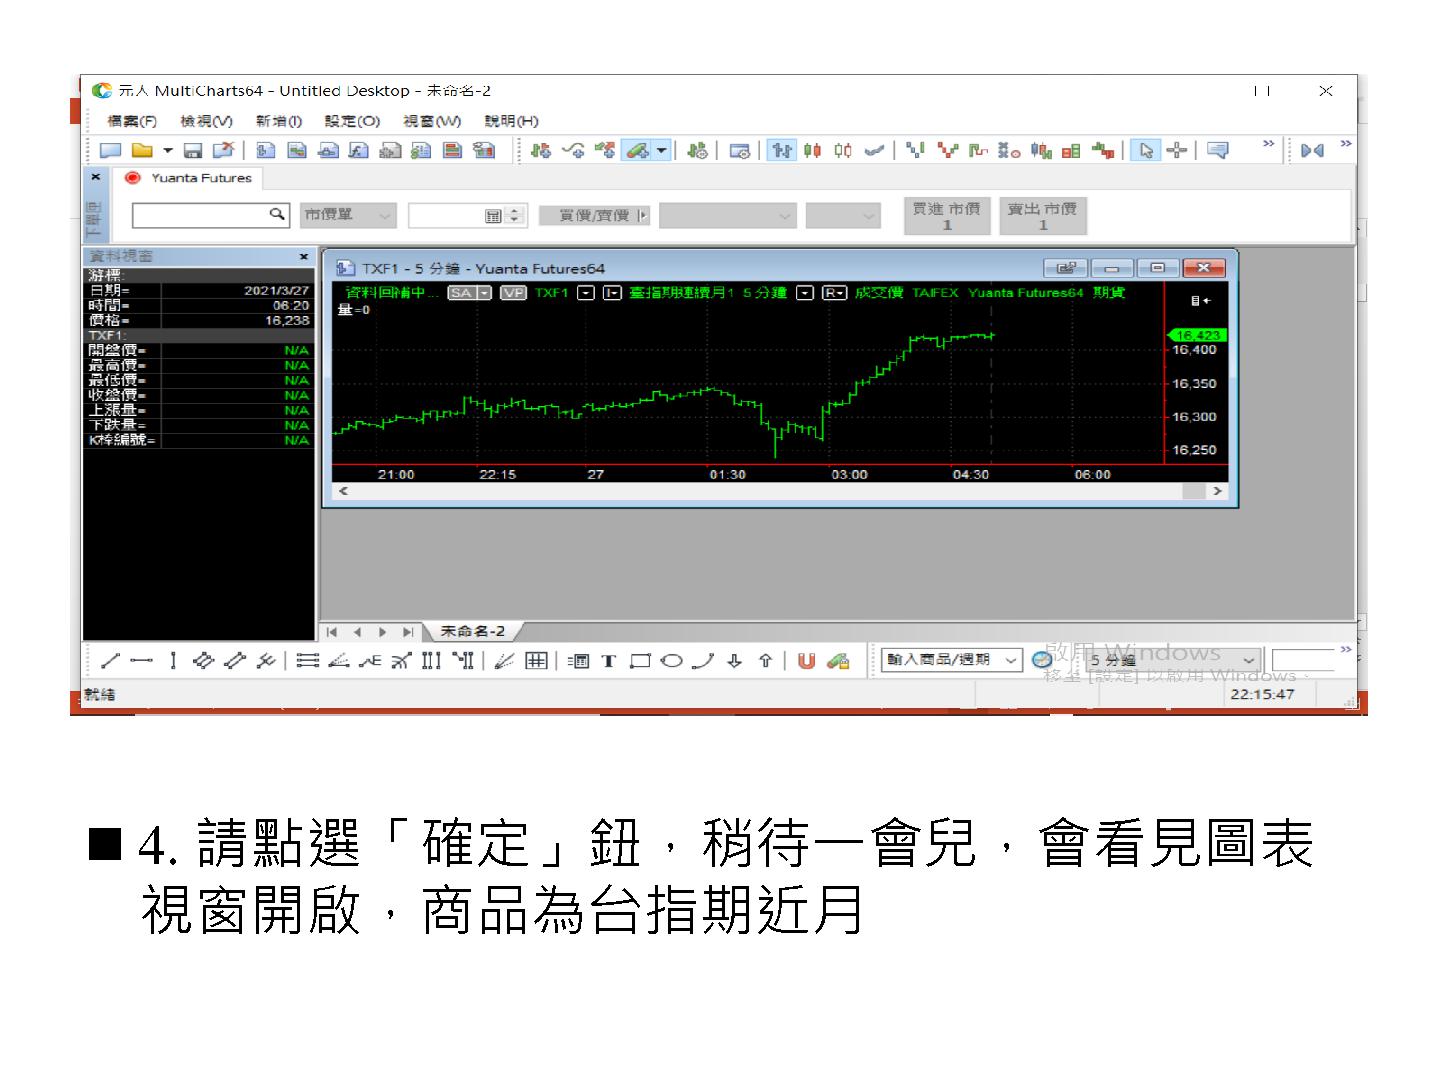 元大 MultiCharts64 - Untitled Desktop - 未命名-2
檔案(F) 檢視(V) 新增(I) 設定(O) 視窗(W) 說明(H)
Yuanta Futures
下單匣
市價單 買價/賣價 買進 市價 賣出 市價
1 1
資料視窗
游標:
日期= 2021/3/27
時間= 06:20
價格= 16,238
TXF1:
開盤價= N/A
最高價= N/A
最低價= N/A
收盤價= N/A
上漲量= N/A
下跌量= N/A
K棒編號= N/A
TXF1 - 5 分鐘 - Yuanta Futures64
資料回補中... SA VP TXF1 I 臺指期連續月1 5 分鐘 R 成交價 TAIFEX Yuanta Futures64 期貨
量=0
16,423
16,400
16,350
16,300
16,250
21:00 22:15 27 01:30 03:00 04:30 06:00
未命名-2
輸入商品/週期 5 分鐘
啟用 Windows
移至 [設定] 以啟用 Windows。
就緒 22:15:47
■ 4. 請點選「確定」鈕，稍待一會兒，會看見圖表
視窗開啟，商品為台指期近月